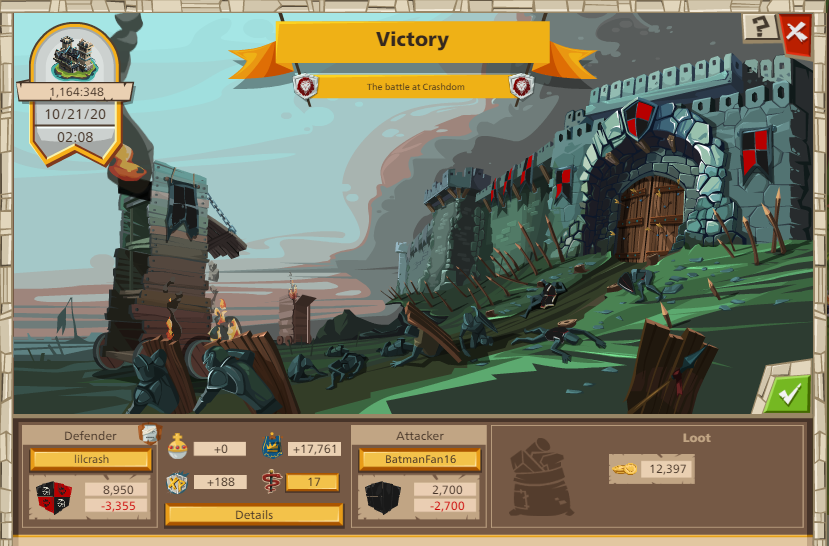 Victory
The battle at Crashdom
?
1,164:348
10/21/20
02:08
Defender
lilcrash
8,950
-3,355
+0
+17,761
+188
17
Details
Attacker
BatmanFan16
2,700
-2,700
Loot
12,397